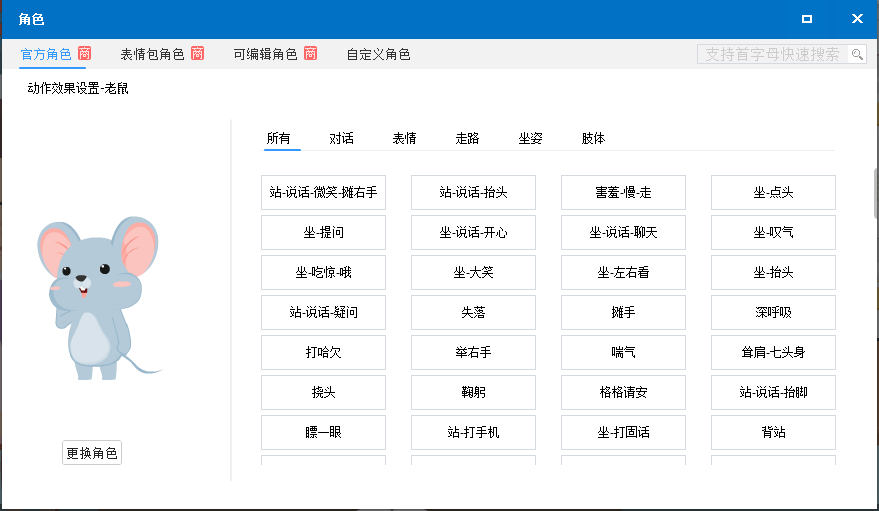 角色
官方角色 商 表情包角色 商 可编辑角色 商 自定义角色 支持首字母快速搜索
动作效果设置-老鼠
所有 对话 表情 走路 坐姿 肢体
站-说话-微笑-摊右手 站-说话-抬头 害羞-慢-走 坐-点头
坐-提问 坐-说话-开心 坐-说话-聊天 坐-叹气
坐-吃惊-哦 坐-大笑 坐-左右看 坐-抬头
站-说话-疑问 失落 摊手 深呼吸
打哈欠 举右手 喘气 耸肩-七头身
挠头 鞠躬 格格请安 站-说话-抬脚
瞟一眼 站-打手机 坐-打固话 背站
更换角色